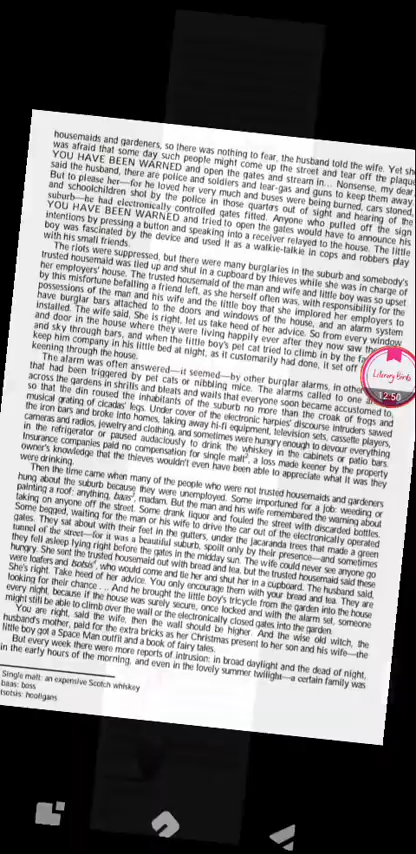 housemaids and gardeners, so there was nothing to fear, the husband told the wife. Yet sh
was afraid that some day such people might come up the street and tear off the plaque
YOU HAVE BEEN WARNED and open the gates and stream in... Nonsense, my dear
said the husband, there are police and soldiers and tear-gas and guns to keep them away
But to please her—for he loved her very much and buses were being burned, cars stoned,
and schoolchildren shot by the police in those quarters out of sight and hearing of the
suburb—he had electronically controlled gates fitted. Anyone who pulled off the sign
YOU HAVE BEEN WARNED and tried to open the gates would have to announce his
intentions by pressing a button and speaking into a receiver relayed to the house. The little
boy was fascinated by the device and used it as a walkie-talkie in cops and robbers play
with his small friends.
The riots were suppressed, but there were many burglaries in the suburb and somebody's
trusted housemaid was tied up and shut in a cupboard by thieves while she was in charge of
her employers' house. The trusted housemaid of the man and wife and little boy was so upset
by this misfortune befalling a friend left, as she herself often was, with responsibility for the
possessions of the man and his wife and the little boy that she implored her employers to
have burglar bars attached to the doors and windows of the house, and an alarm system
installed. The wife said, She is right, let us take heed of her advice. So from every window
and door in the house where they were living happily ever after they now saw the
and sky through bars, and when the little boy's pet cat tried to climb in by the fa
keep him company in his little bed at night, as it customarily had done, it set off
keening through the house.
The alarm was often answered—it seemed—by other burglar alarms, in other
that had been triggered by pet cats or nibbling mice. The alarms called to one
across the gardens in shrills and bleats and wails that everyone soon became accustomed to,
so that the din roused the inhabitants of the suburb no more than the croak of frogs and
musical grating of cicadas' legs. Under cover of the electronic harpies' discourse intruders sawed
the iron bars and broke into homes, taking away hi-fi equipment, television sets, cassette players,
cameras and radios, jewelry and clothing, and sometimes were hungry enough to devour everything
in the refrigerator or paused audaciously to drink the whiskey in the cabinets or patio bars.
Insurance companies paid no compensation for single malt², a loss made keener by the property
owner's knowledge that the thieves wouldn't even have been able to appreciate what it was they
were drinking.
Then the time came when many of the people who were not trusted housemaids and gardeners
hung about the suburb because they were unemployed. Some importuned for a job: weeding or
painting a roof; anything, baas³, madam. But the man and his wife remembered the warning about
taking on anyone off the street. Some drank liquor and fouled the street with discarded bottles.
Some begged, waiting for the man or his wife to drive the car out of the electronically operated
gates. They sat about with their feet in the gutters, under the jacaranda trees that made a green
tunnel of the street—for it was a beautiful suburb, spoilt only by their presence—and sometimes
they fell asleep lying right before the gates in the midday sun. The wife could never see anyone go
hungry. She sent the trusted housemaid out with bread and tea, but the trusted housemaid said these
were loafers and tsotsis⁴, who would come and tie her and shut her in a cupboard. The husband said,
She's right. Take heed of her advice. You only encourage them with your bread and tea. They are
looking for their chance ... And he brought the little boy's tricycle from the garden into the house
every night, because if the house was surely secure, once locked and with the alarm set, someone
might still be able to climb over the wall or the electronically closed gates into the garden.
You are right, said the wife, then the wall should be higher. And the wise old witch, the
husband's mother, paid for the extra bricks as her Christmas present to her son and his wife—the
little boy got a Space Man outfit and a book of fairy tales.
But every week there were more reports of intrusion: in broad daylight and the dead of night,
in the early hours of the morning, and even in the lovely summer twilight—a certain family was
Single malt: an expensive Scotch whiskey
baas: boss
tsotsis: hooligans
Literary Birds
12:50